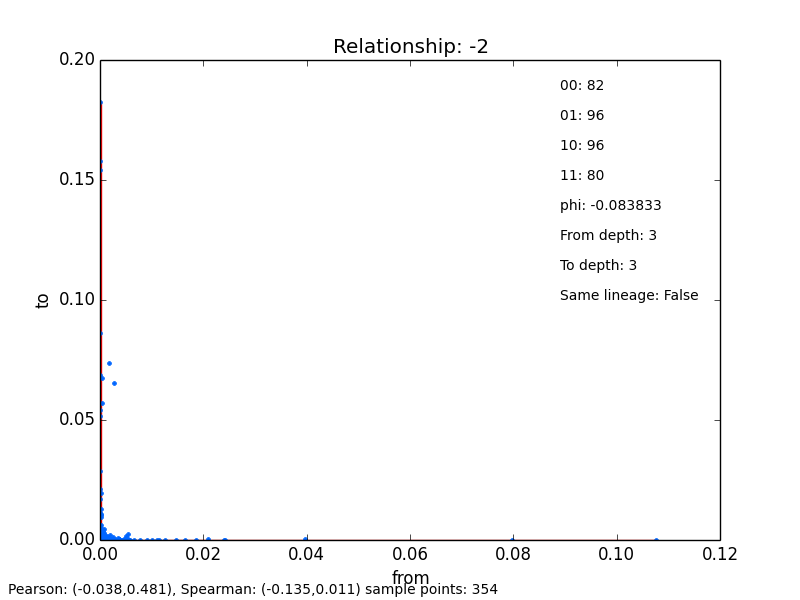 Relationship: -2
0.20
0.15
0.10
0.05
0.00
to
00: 82
01: 96
10: 96
11: 80
phi: -0.083833
From depth: 3
To depth: 3
Same lineage: False
0.00 0.02 0.04 0.06 0.08 0.10 0.12
from
Pearson: (-0.038,0.481), Spearman: (-0.135,0.011) sample points: 354